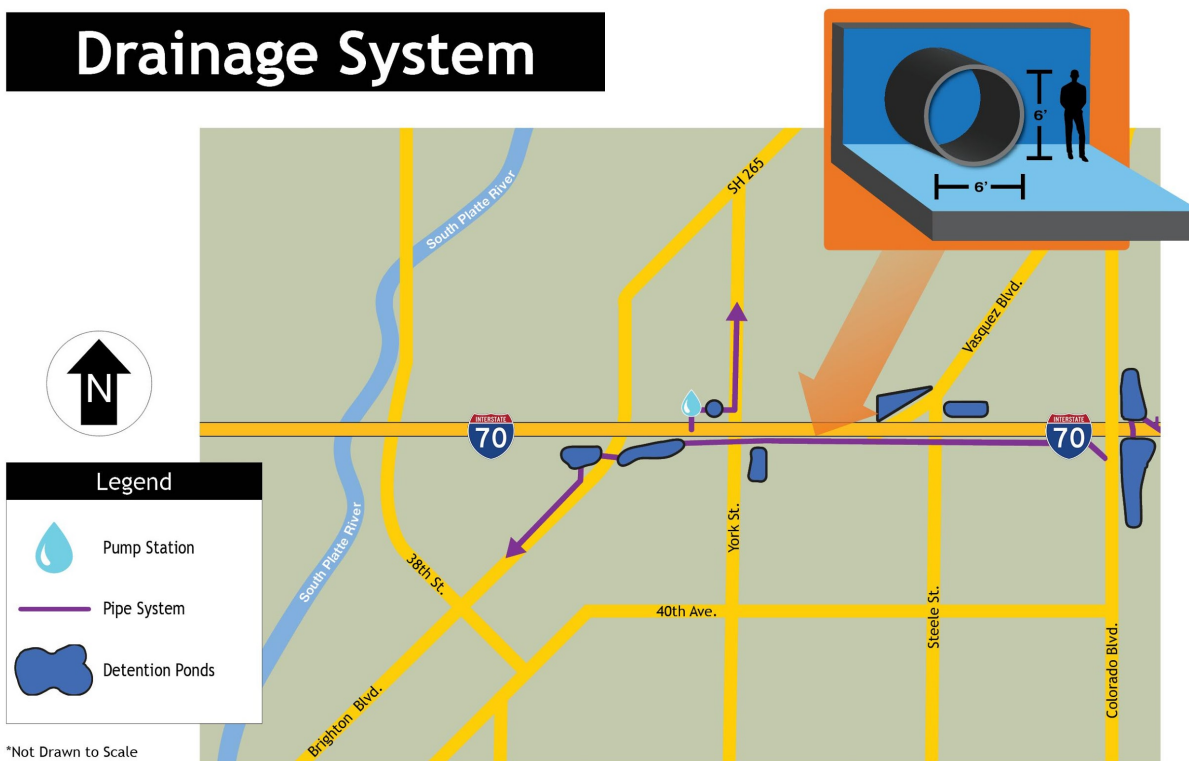 Drainage System
6'
6'
SH 265
South Platte River
Vasquez Blvd.
N
INTERSTATE
70
INTERSTATE
70
Legend
Pump Station
Pipe System
Detention Ponds
South Platte River
38th St.
York St.
40th Ave.
Steele St.
Colorado Blvd.
Brighton Blvd.
*Not Drawn to Scale